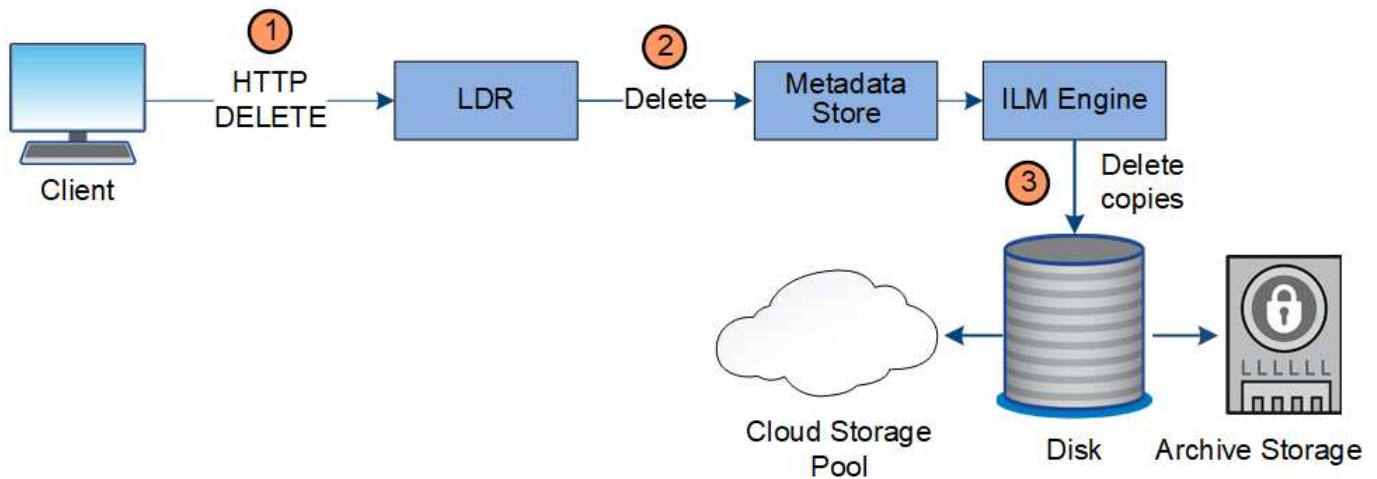 1
HTTP
DELETE
Client
LDR
2
Delete
Metadata
Store
ILM Engine
3
Delete
copies
Cloud Storage
Pool
Disk
LLLLLL
Archive Storage